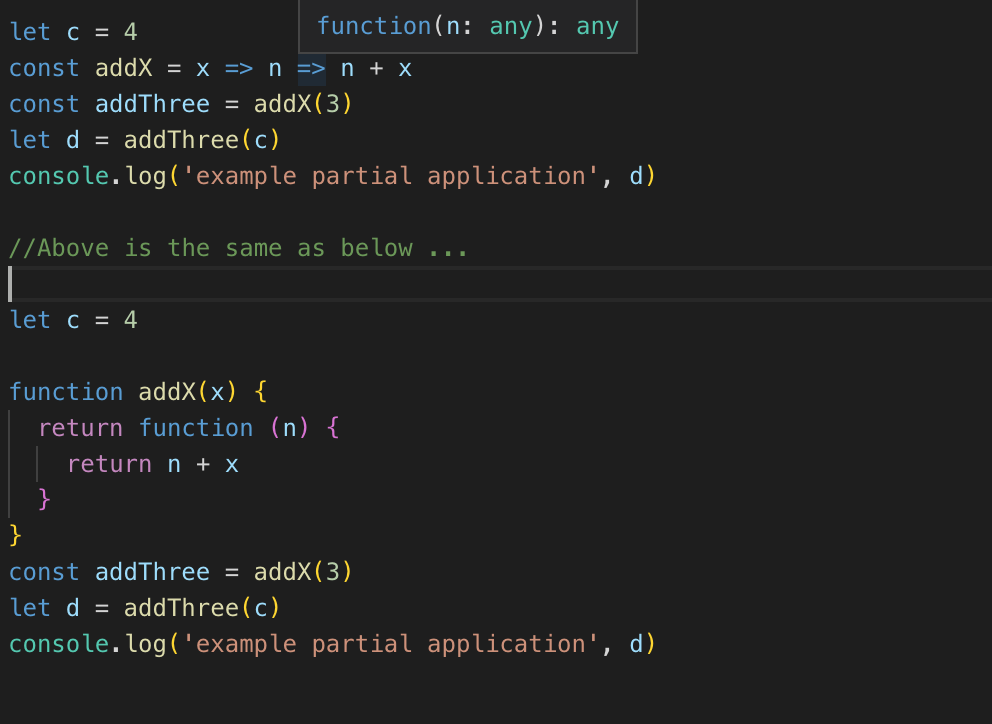 function(n: any): any
let c = 4
const addX = x => n => n + x
const addThree = addX(3)
let d = addThree(c)
console.log('example partial application', d)
//Above is the same as below ...
let c = 4
function addX(x) {
  return function (n) {
    return n + x
  }
}
const addThree = addX(3)
let d = addThree(c)
console.log('example partial application', d)